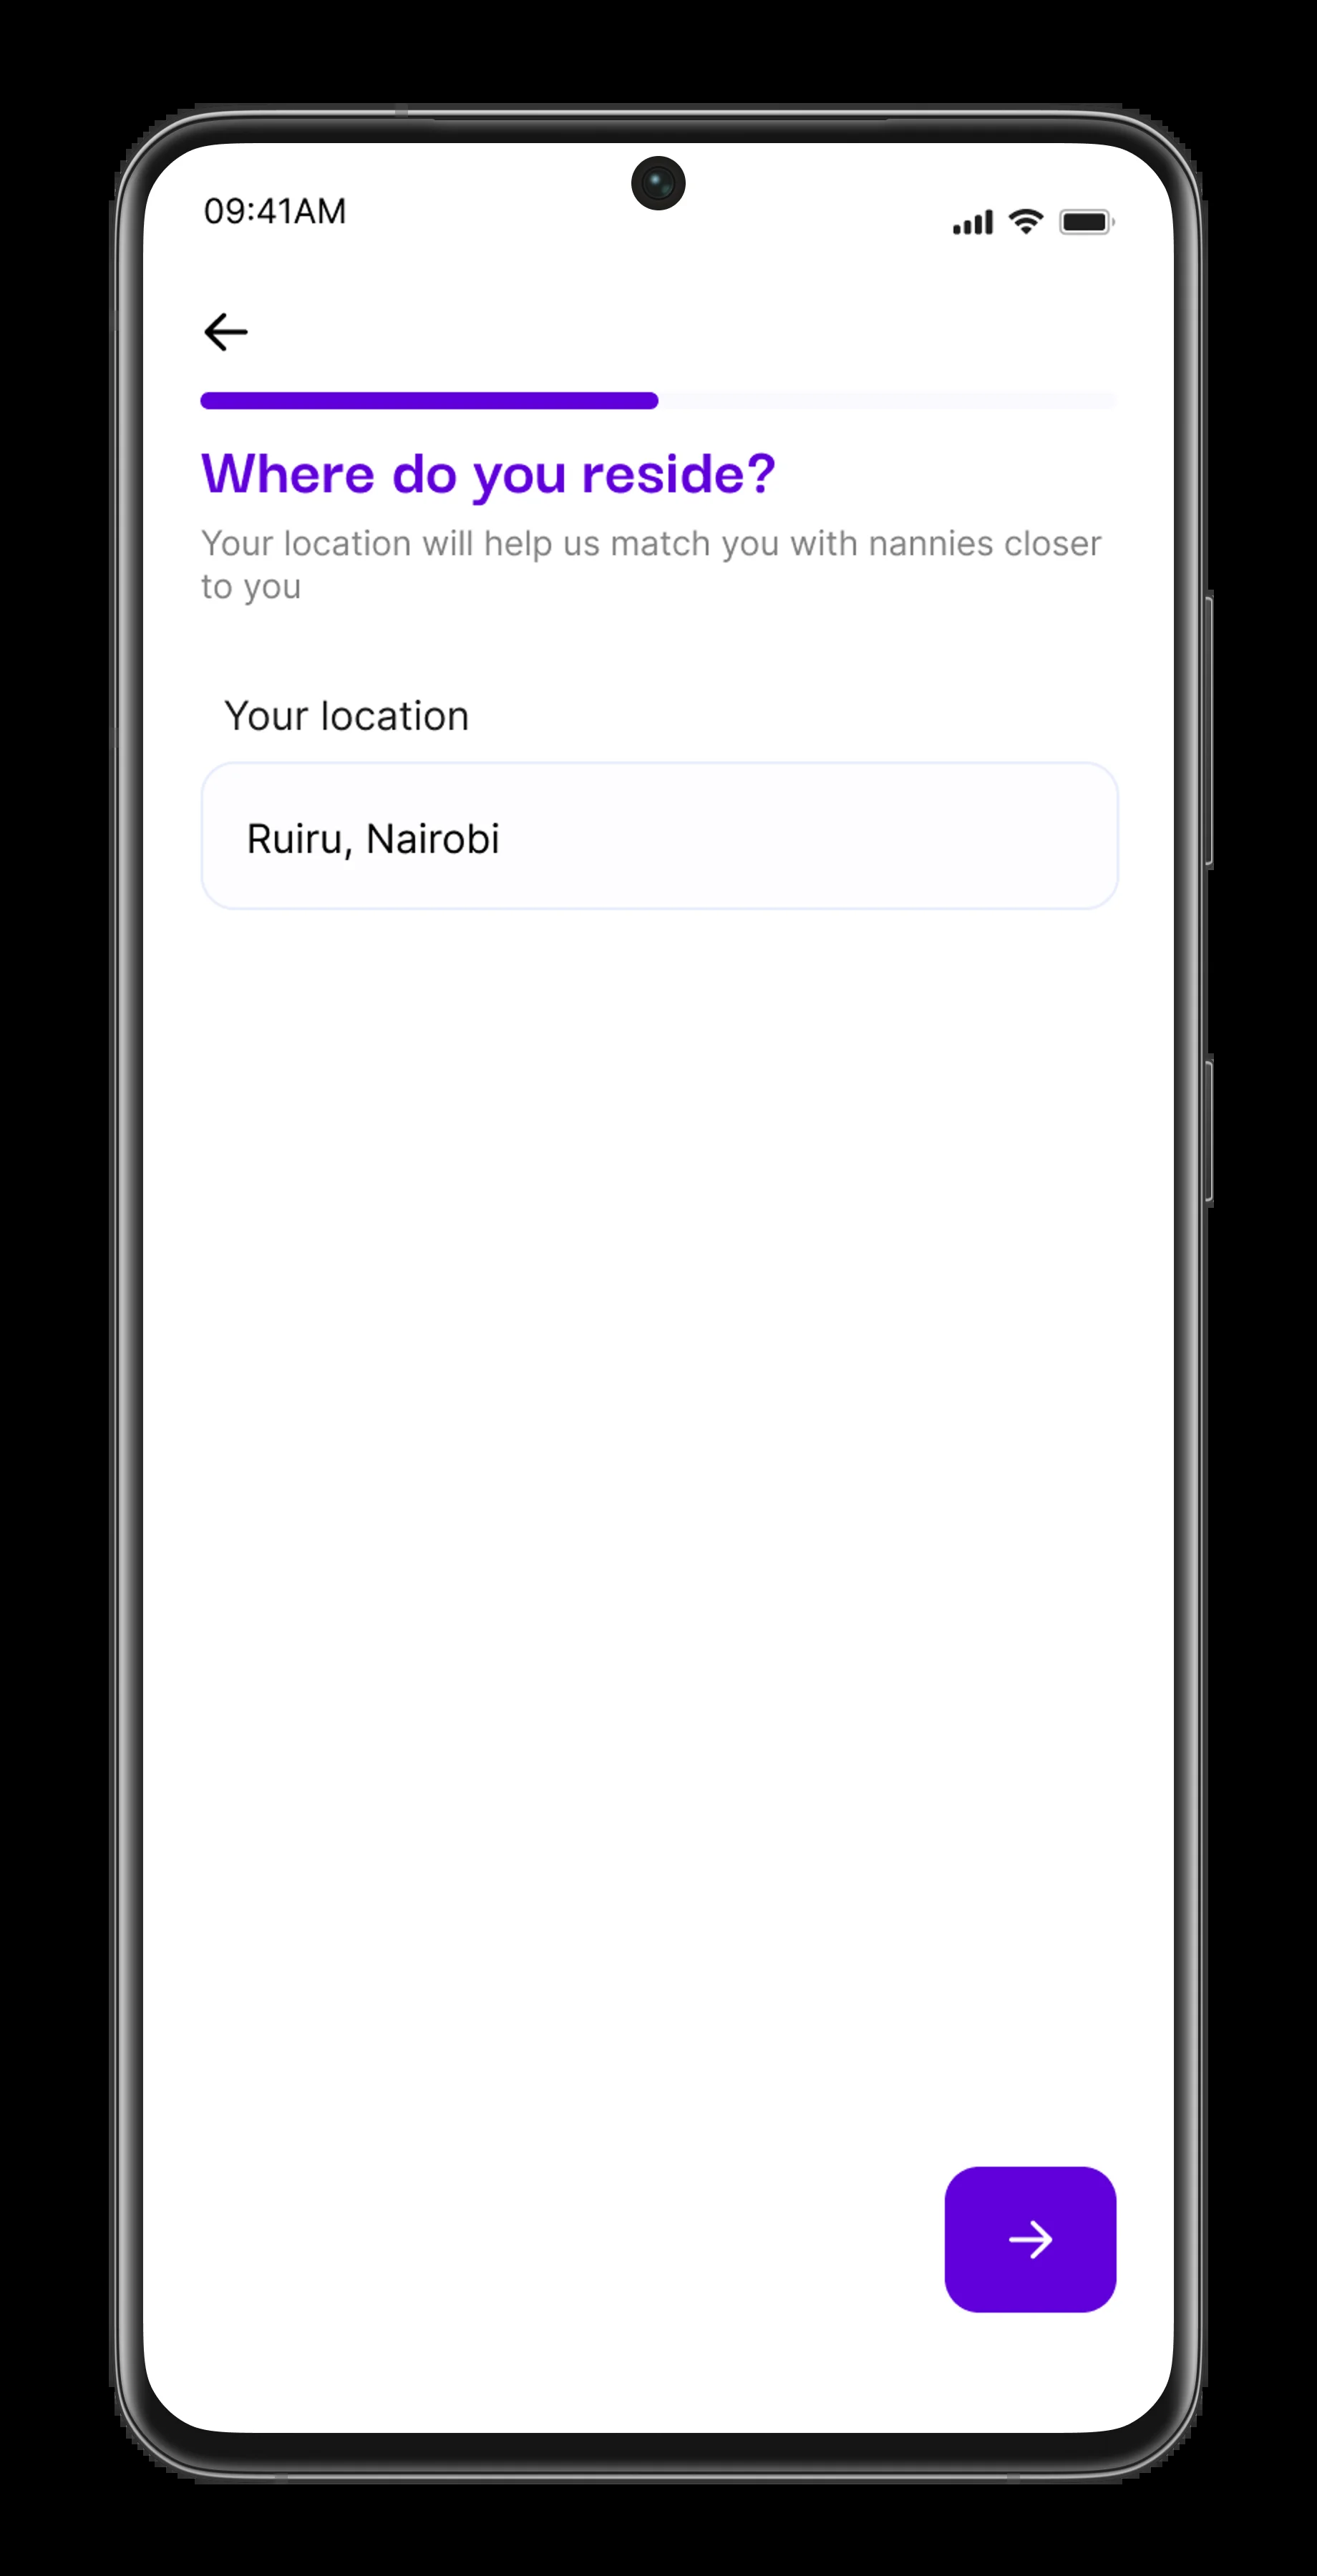 09:41AM
Where do you reside?
Your location will help us match you with nannies closer
to you
Your location
Ruiru, Nairobi